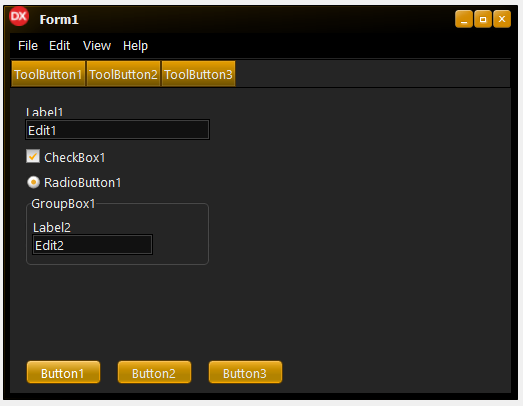 DX Form1
File Edit View Help
ToolButton1 ToolButton2 ToolButton3
Label1
Edit1
CheckBox1
RadioButton1
GroupBox1
Label2
Edit2
Button1 Button2 Button3